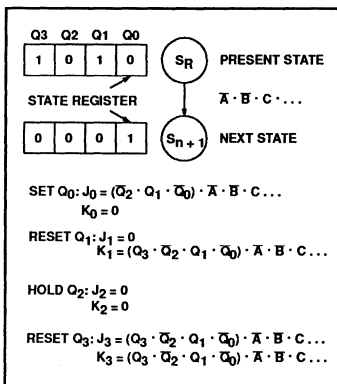 Q3 Q2 Q1 Q0
1 0 1 0
S_R
PRESENT STATE
STATE REGISTER
A̅ · B̅ · C · . . .
0 0 0 1
S_{n + 1}
NEXT STATE
SET Q₀: J₀ = (Q̅₂ · Q₁ · Q̅₀) · A̅ · B̅ · C . . .
K₀ = 0
RESET Q₁: J₁ = 0
K₁ = (Q₃ · Q̅₂ · Q₁ · Q̅₀) · A̅ · B̅ · C . . .
HOLD Q₂: J₂ = 0
K₂ = 0
RESET Q₃: J₃ = (Q₃ · Q̅₂ · Q₁ · Q̅₀) · A̅ · B̅ · C . . .
K₃ = (Q₃ · Q̅₂ · Q₁ · Q̅₀) · A̅ · B̅ · C . . .